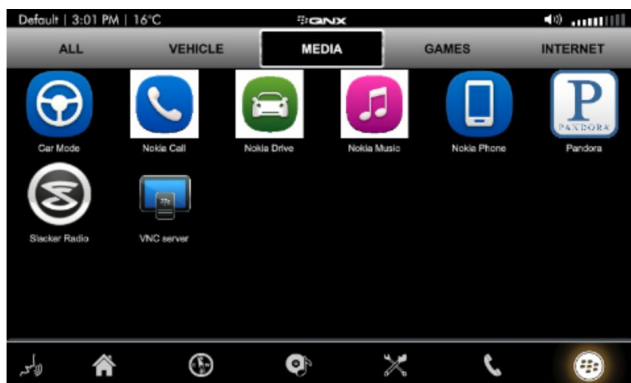 Default | 3:01 PM | 16°C
QNX
ALL VEHICLE MEDIA GAMES INTERNET
P
PANDORA
Car Mode Nokia Call Nokia Drive Nokia Music Nokia Phone Pandora
Slacker Radio VNC server